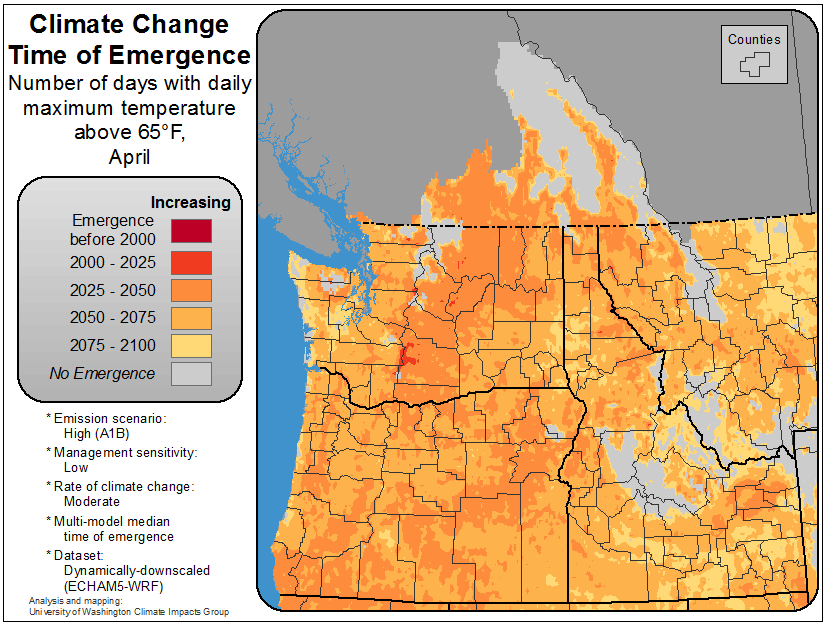 Climate Change
Time of Emergence
Number of days with daily
maximum temperature
above 65°F,
April
Increasing
Emergence
before 2000
2000 - 2025
2025 - 2050
2050 - 2075
2075 - 2100
No Emergence
* Emission scenario:
High (A1B)
* Management sensitivity:
Low
* Rate of climate change:
Moderate
* Multi-model median
time of emergence
* Dataset:
Dynamically-downscaled
(ECHAM5-WRF)
Analysis and mapping:
University of Washington Climate Impacts Group
Counties